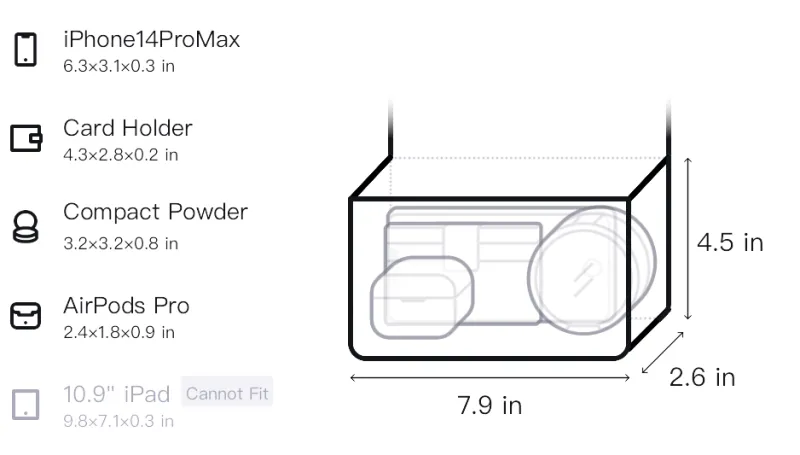 iPhone14ProMax
6.3×3.1×0.3 in
Card Holder
4.3×2.8×0.2 in
Compact Powder
3.2×3.2×0.8 in
AirPods Pro
2.4×1.8×0.9 in
10.9" iPad Cannot Fit
9.8×7.1×0.3 in
4.5 in
2.6 in
7.9 in